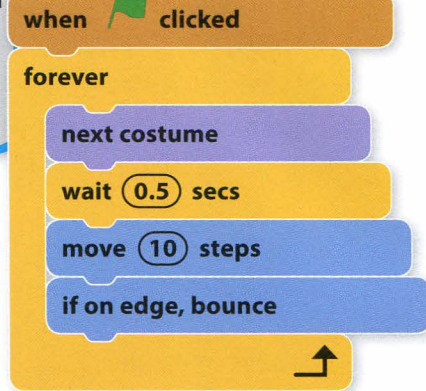 when clicked
forever
next costume
wait 0.5 secs
move 10 steps
if on edge, bounce